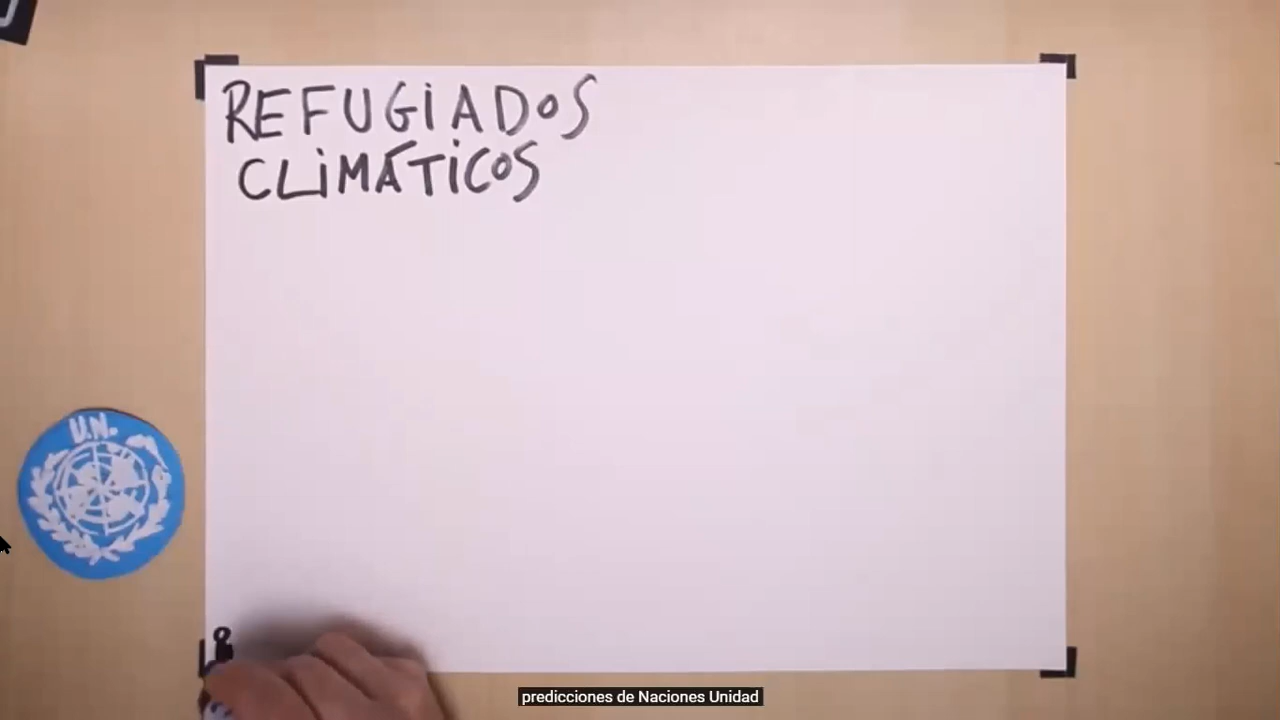 REFUGIADOS
CLIMÁTICOS
U.N.
predicciones de Naciones Unidad